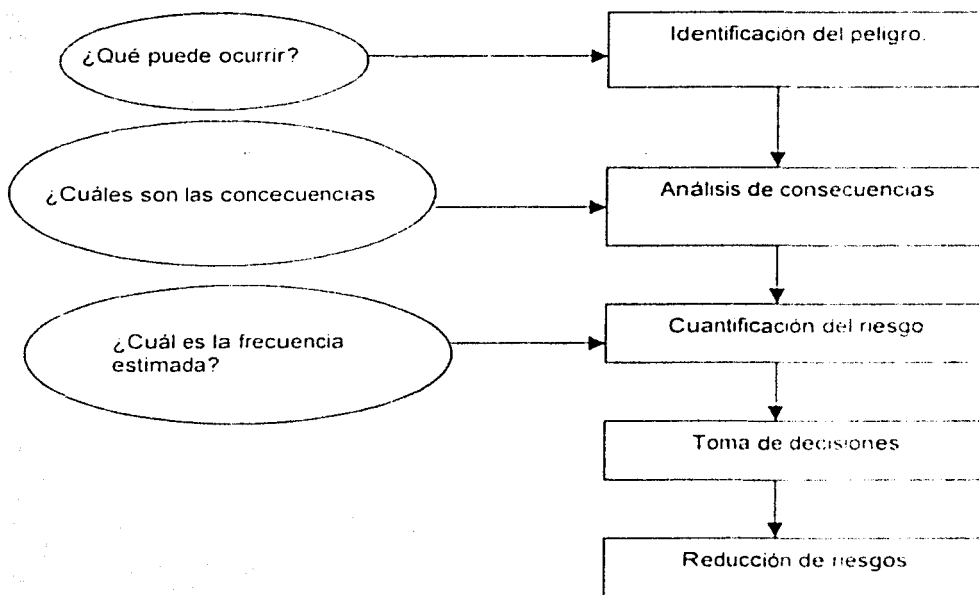 ¿Qué puede ocurrir?
Identificación del peligro.
¿Cuáles son las concecuencias
Análisis de consecuencias
¿Cuál es la frecuencia
estimada?
Cuantificación del riesgo
Toma de decisiones
Reducción de riesgos